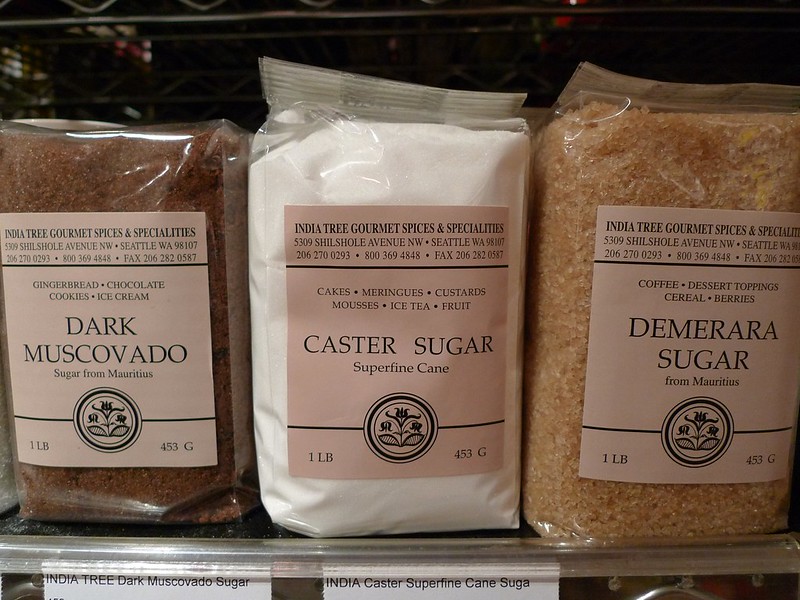 INDIA TREE GOURMET SPICES & SPECIALITIES
5309 SHILSHOLE AVENUE NW • SEATTLE WA 98107
206 270 0293 • 800 369 4848 • FAX 206 282 0587
GINGERBREAD • CHOCOLATE
COOKIES • ICE CREAM
DARK
MUSCOVADO
Sugar from Mauritius
1 LB 453 G
INDIA TREE GOURMET SPICES & SPECIALITIES
5309 SHILSHOLE AVENUE NW • SEATTLE WA 98107
206 270 0293 • 800 369 4848 • FAX 206 282 0587
CAKES • MERINGUES • CUSTARDS
MOUSSES • ICE TEA • FRUIT
CASTER SUGAR
Superfine Cane
1 LB 453 G
INDIA TREE GOURMET SPICES & SPECIALITI
5309 SHILSHOLE AVENUE NW • SEATTLE WA 981
206 270 0293 • 800 369 4848 • FAX 206 282 0587
COFFEE • DESSERT TOPPINGS
CEREAL • BERRIES
DEMERARA
SUGAR
from Mauritius
1 LB 453 G
INDIA TREE Dark Muscovado Sugar
INDIA Caster Superfine Cane Suga